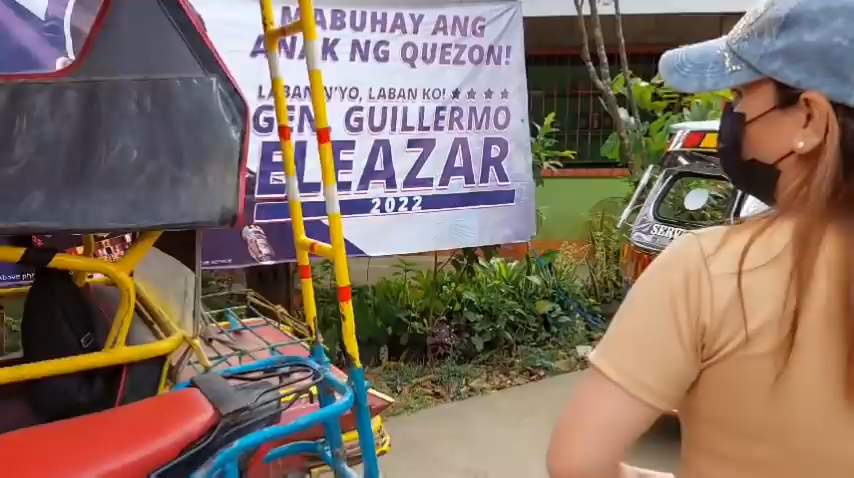 MABUHAY ANG
ANAK NG QUEZON!
LABAN N'YO, LABAN KO!
GEN. GUILLERMO
ELEAZAR
2022